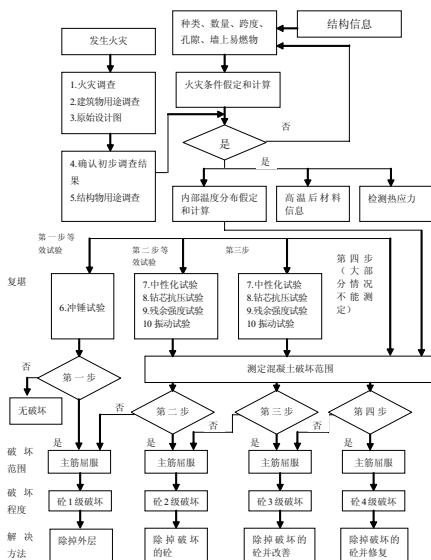 发生火灾
种类、数量、跨度、
孔隙、墙上易燃物
结构信息
1.火灾调查
2.建筑物用途调查
3.原始设计图
火灾条件假定和计算
否
是
4.确认初步调查结
果
5.结构物用途调查
是
内部温度分布假定
和计算
高温后材料
信息
检测热应力
第一步等
效试验
第二步等
效试验
第三步
第四步
（大部
分情况
不能测
定）
复堪
6.冲锤试验
7.中性化试验
8.钻芯抗压试验
9.残余强度试验
10 振动试验
7.中性化试验
8.钻芯抗压试验
9.残余强度试验
10 振动试验
测定混凝土破坏范围
否
第一步
无破坏
否
第二步
第三步
否
第四步
破坏
范围
是
主筋屈服
是
主筋屈服
是
主筋屈服
是
主筋屈服
破坏
程度
砼1级破坏
砼2级破坏
砼3级破坏
砼4级破坏
解决
方法
除掉外层
除掉破坏
的砼
除掉破坏的
砼并改善
除掉破坏的
砼并修复